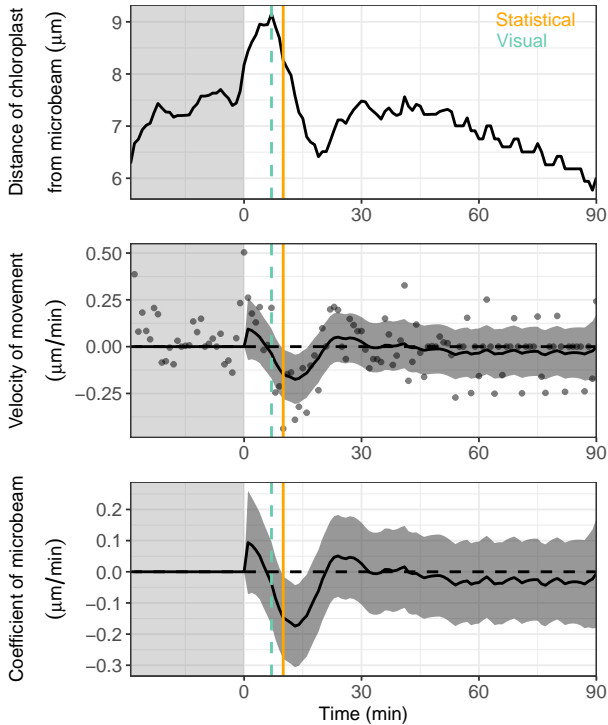 Distance of chloroplast
from microbeam (μm)
9
8
7
6
Statistical
Visual
0
30
60
90
Velocity of movement
(μm/min)
0.50
0.25
0.00
−0.25
0
30
60
90
Coefficient of microbeam
(μm/min)
0.2
0.1
0.0
−0.1
−0.2
−0.3
0
30
60
90
Time (min)